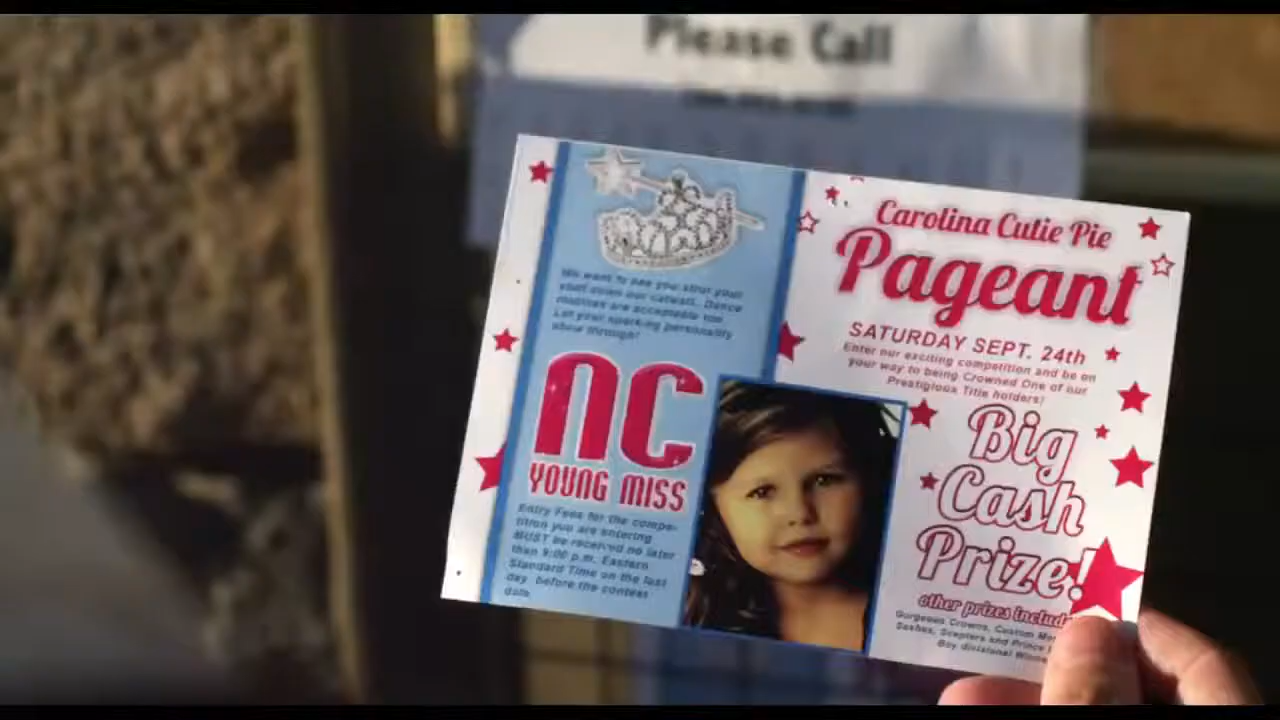 Please Call
We want to see you strut your
stuff down our catwalk. Dance
routines are acceptable too
Let your sparkling personality
show through!
NC
YOUNG MISS
Entry Fees for the compe-
tition you are entering
MUST be received no later
than 9:00 p.m. Eastern
Standard Time on the last
day before the contest
date.
Carolina Cutie Pie
Pageant
SATURDAY SEPT. 24th
Enter our exciting competition and be on
your way to being Crowned One of our
Prestigious Title holders!
Big
Cash
Prize!
other prizes include
Gorgeous Crowns, Custom
Sashes, Scepters and Prince
Boy divisional